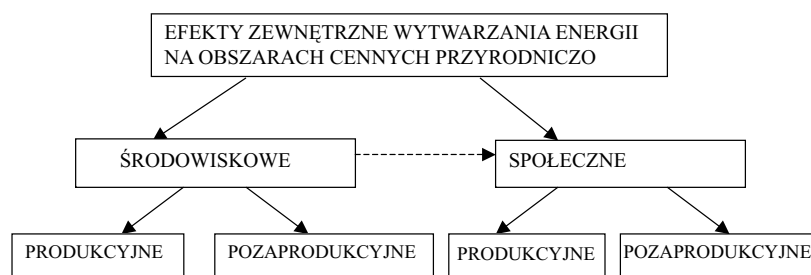 EFEKTY ZEWNĘTRZNE WYTWARZANIA ENERGII
NA OBSZARACH CENNYCH PRZYRODNICZO
ŚRODOWISKOWE
SPOŁECZNE
PRODUKCYJNE
POZAPRODUKCYJNE
PRODUKCYJNE
POZAPRODUKCYJNE